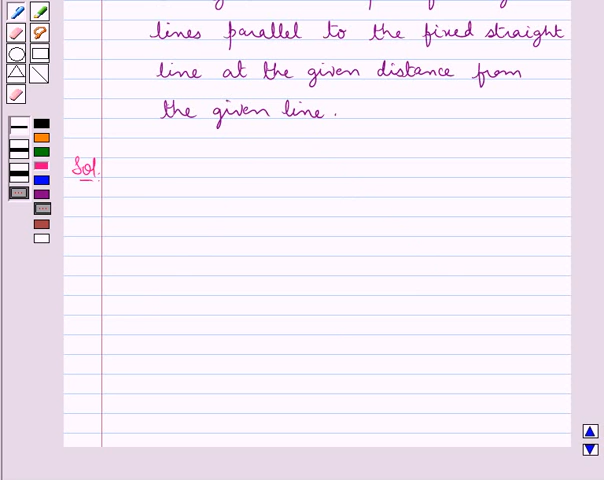 lines parallel to the fixed straight
line at the given distance from
the given line.
Sol.